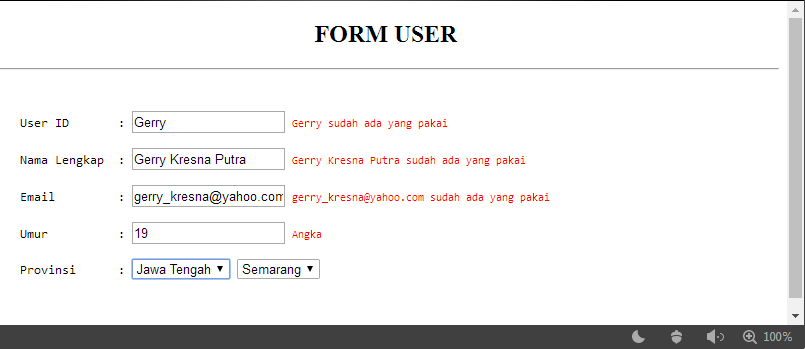 FORM USER
User ID : Gerry Gerry sudah ada yang pakai
Nama Lengkap : Gerry Kresna Putra Gerry Kresna Putra sudah ada yang pakai
Email : gerry_kresna@yahoo.com gerry_kresna@yahoo.com sudah ada yang pakai
Umur : 19 Angka
Provinsi : Jawa Tengah Semarang
100%